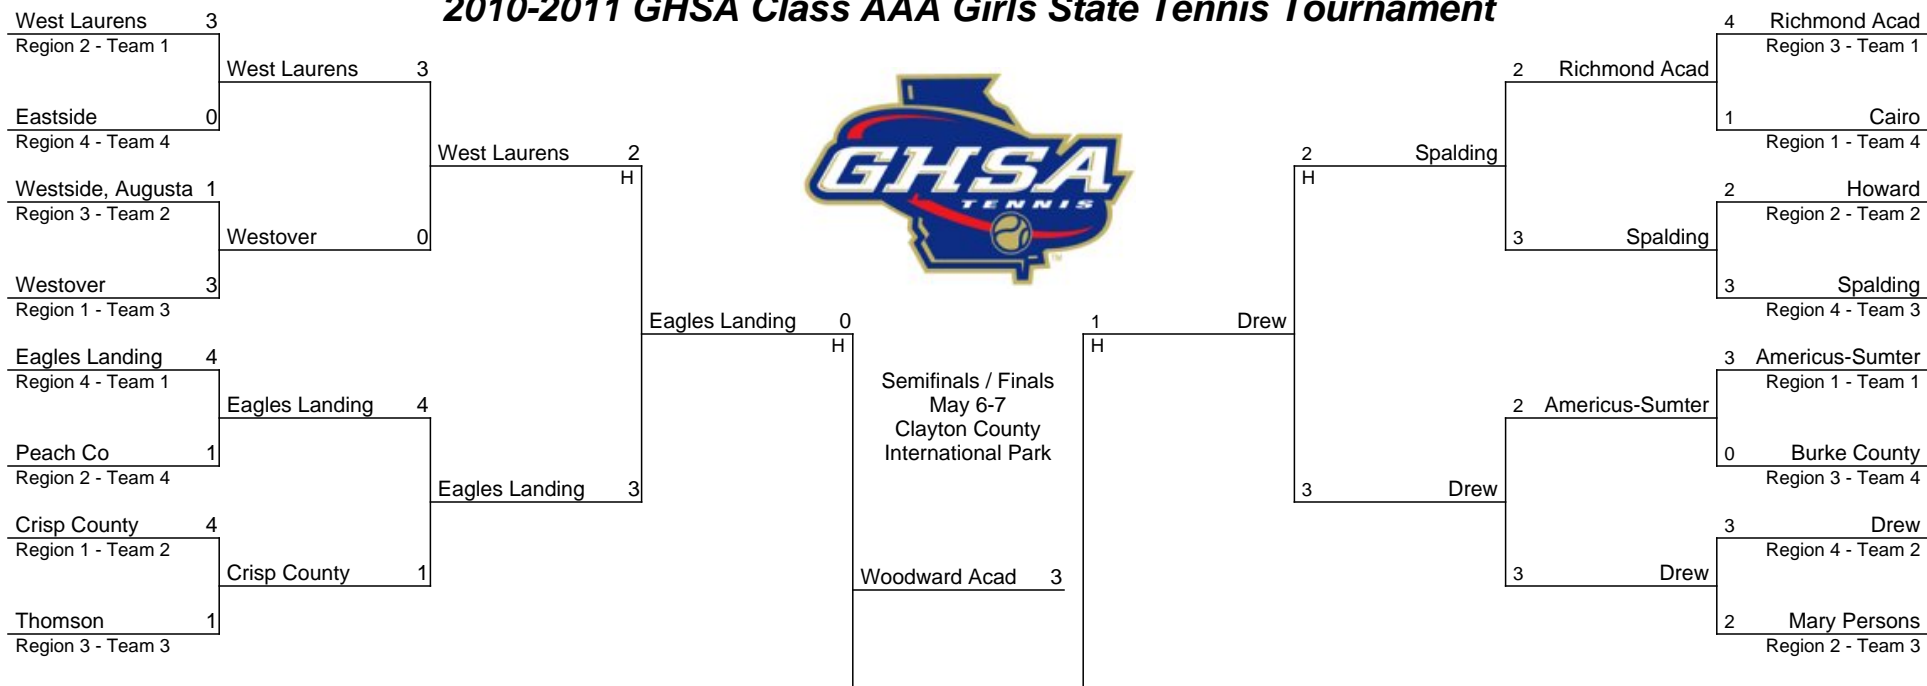 2010-2011 GHSA Class AAA Girls State Tennis Tournament
West Laurens 3
Region 2 - Team 1
Eastside 0
Region 4 - Team 4
Westside, Augusta 1
Region 3 - Team 2
Westover 3
Region 1 - Team 3
Eagles Landing 4
Region 4 - Team 1
Peach Co 1
Region 2 - Team 4
Crisp County 4
Region 1 - Team 2
Thomson 1
Region 3 - Team 3
West Laurens 3
Westover 0
Eagles Landing 4
Crisp County 1
West Laurens 2
H
Eagles Landing 3
Eagles Landing 0
H
GHSA
TENNIS
TM
Semifinals / Finals
May 6-7
Clayton County
International Park
Woodward Acad 3
1 Drew
H
2 Spalding
H
3 Drew
2 Richmond Acad
3 Spalding
2 Americus-Sumter
3 Drew
4 Richmond Acad
Region 3 - Team 1
1 Cairo
Region 1 - Team 4
2 Howard
Region 2 - Team 2
3 Spalding
Region 4 - Team 3
3 Americus-Sumter
Region 1 - Team 1
0 Burke County
Region 3 - Team 4
3 Drew
Region 4 - Team 2
2 Mary Persons
Region 2 - Team 3